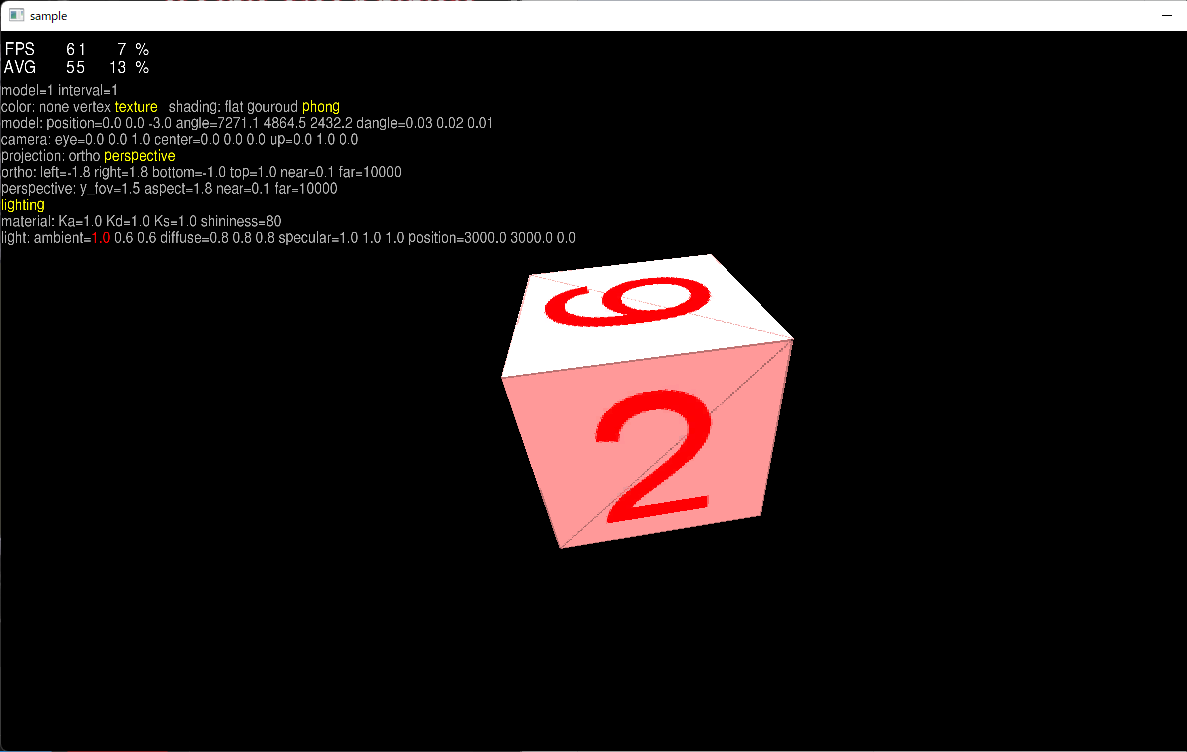 sample
FPS 61 7 %
AVG 55 13 %
model=1 interval=1
color: none vertex texture shading: flat gouroud phong
model: position=0.0 0.0 -3.0 angle=7271.1 4864.5 2432.2 dangle=0.03 0.02 0.01
camera: eye=0.0 0.0 1.0 center=0.0 0.0 0.0 up=0.0 1.0 0.0
projection: ortho perspective
ortho: left=-1.8 right=1.8 bottom=-1.0 top=1.0 near=0.1 far=10000
perspective: y_fov=1.5 aspect=1.8 near=0.1 far=10000
lighting
material: Ka=1.0 Kd=1.0 Ks=1.0 shininess=80
light: ambient=1.0 0.6 0.6 diffuse=0.8 0.8 0.8 specular=1.0 1.0 1.0 position=3000.0 3000.0 0.0
6
2